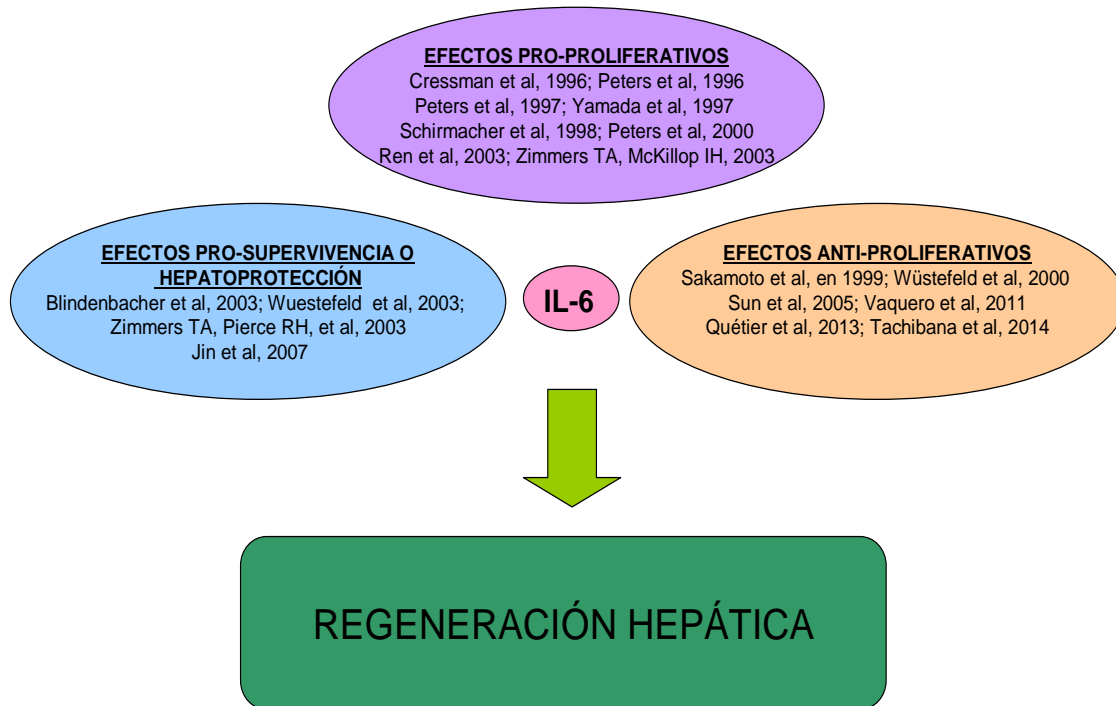 EFECTOS PRO-PROLIFERATIVOS
Cressman et al, 1996; Peters et al, 1996
Peters et al, 1997; Yamada et al, 1997
Schirmacher et al, 1998; Peters et al, 2000
Ren et al, 2003; Zimmers TA, McKillop IH, 2003
EFECTOS PRO-SUPERVIVENCIA O
HEPATOPROTECCIÓN
Blindenbacher et al, 2003; Wuestefeld et al, 2003;
Zimmers TA, Pierce RH, et al, 2003
Jin et al, 2007
IL-6
EFECTOS ANTI-PROLIFERATIVOS
Sakamoto et al, en 1999; Wüstefeld et al, 2000
Sun et al, 2005; Vaquero et al, 2011
Quétier et al, 2013; Tachibana et al, 2014
REGENERACIÓN HEPÁTICA